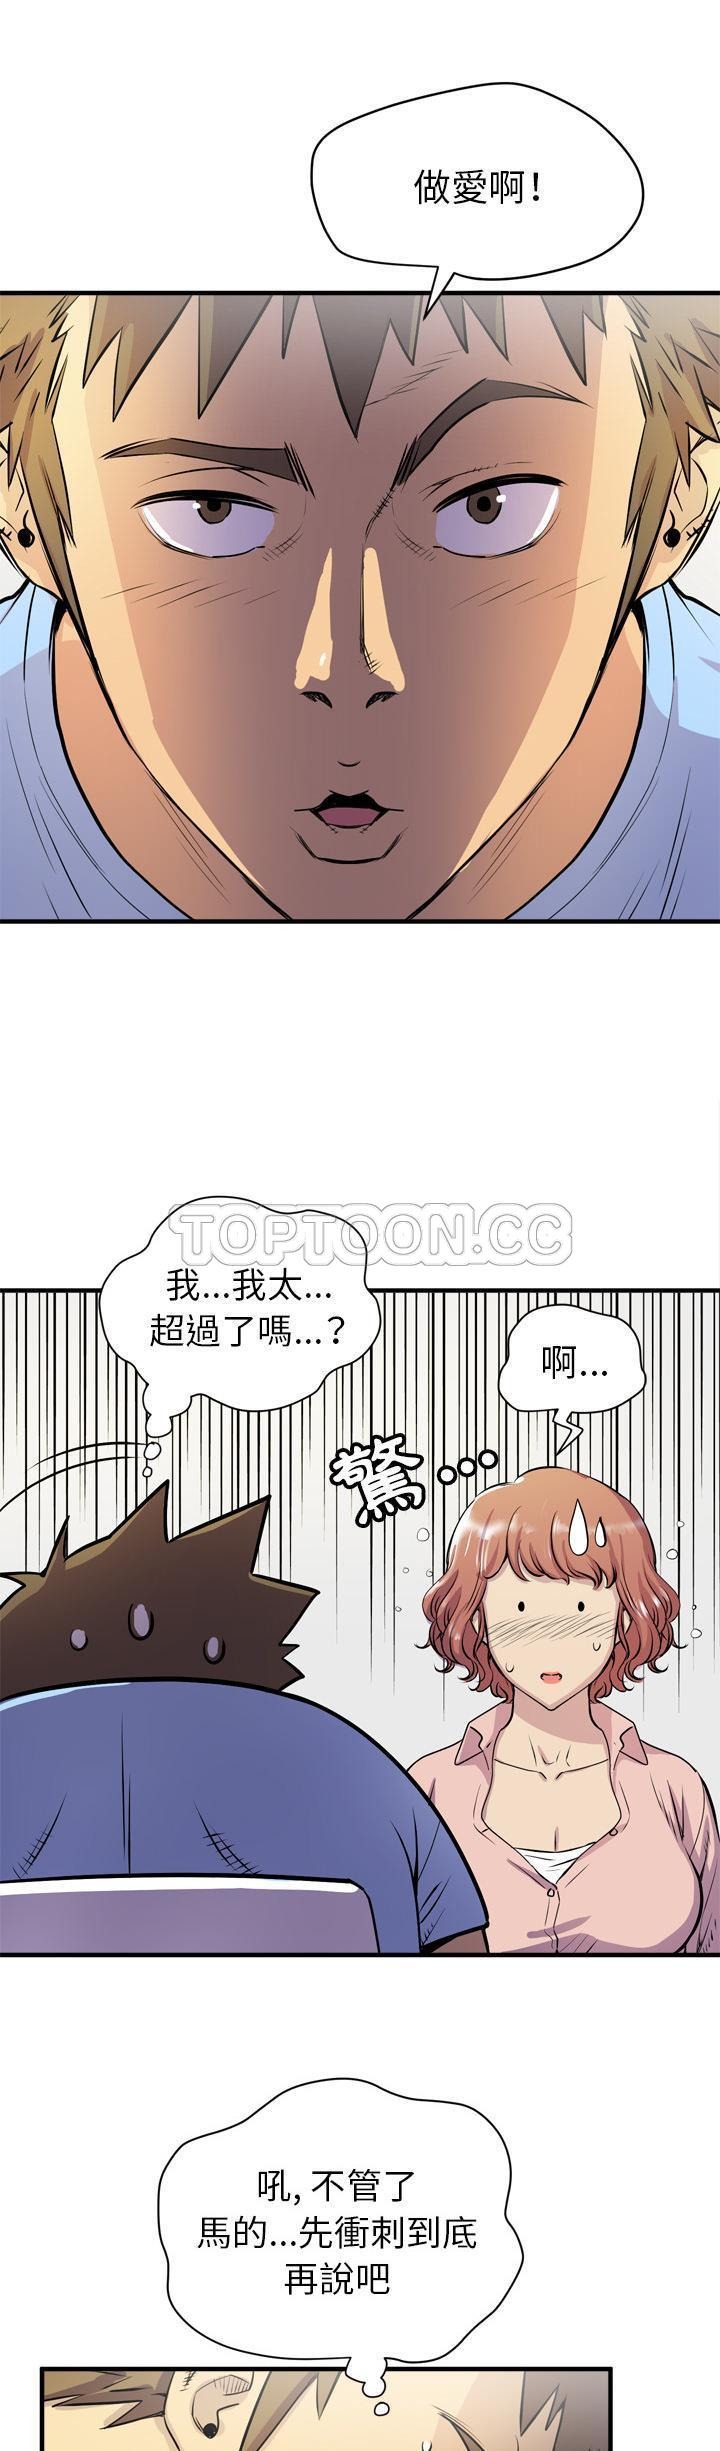 做愛啊！
TOPTOON.CC
我…我太…
超過了嗎…？
啊…
驚…
吼，不管了
馬的…先衝刺到底
再說吧